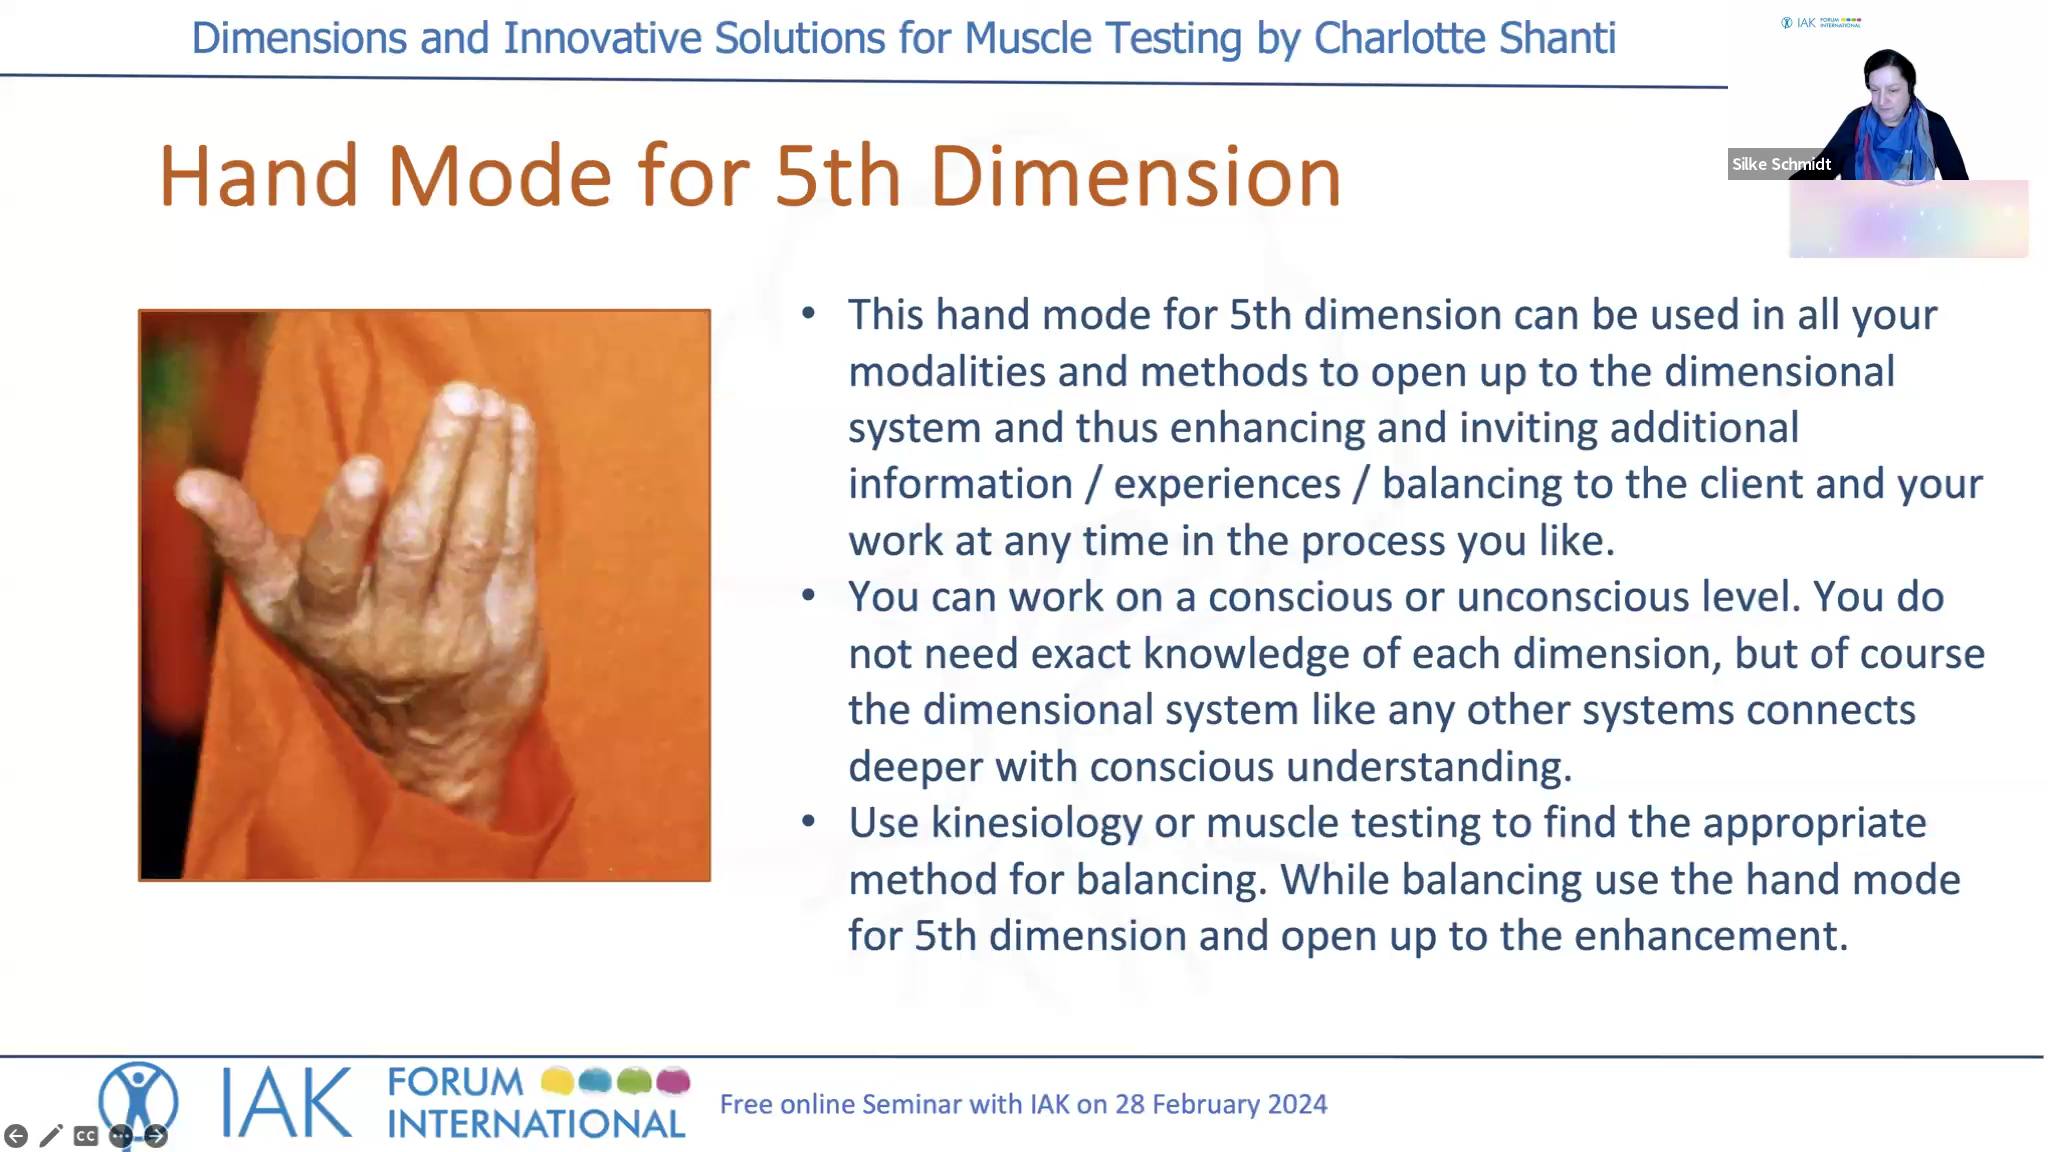 Dimensions and Innovative Solutions for Muscle Testing by Charlotte Shanti
IAK FORUM INTERNATIONAL
Silke Schmidt
Hand Mode for 5th Dimension
• This hand mode for 5th dimension can be used in all your
modalities and methods to open up to the dimensional
system and thus enhancing and inviting additional
information / experiences / balancing to the client and your
work at any time in the process you like.
• You can work on a conscious or unconscious level. You do
not need exact knowledge of each dimension, but of course
the dimensional system like any other systems connects
deeper with conscious understanding.
• Use kinesiology or muscle testing to find the appropriate
method for balancing. While balancing use the hand mode
for 5th dimension and open up to the enhancement.
IAK FORUM
INTERNATIONAL
Free online Seminar with IAK on 28 February 2024
CC